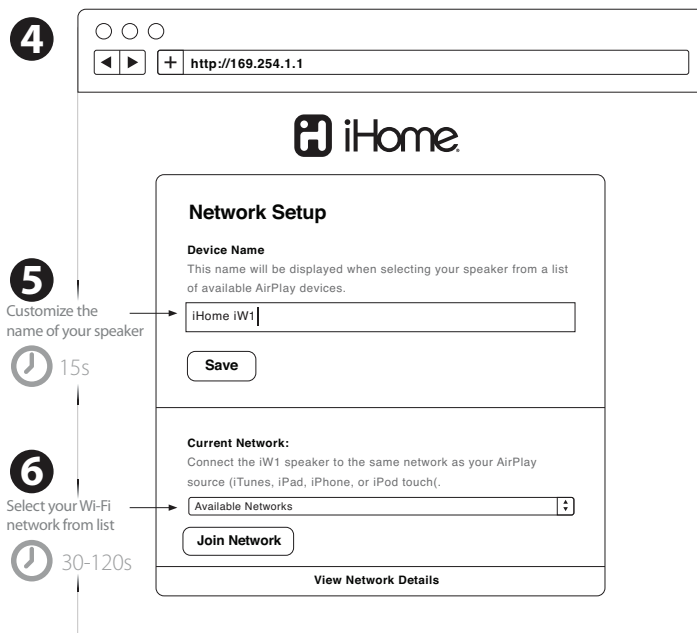 4
http://169.254.1.1
iHome
Network Setup
Device Name
This name will be displayed when selecting your speaker from a list
of available AirPlay devices.
5
Customize the
name of your speaker
iHome iW1
15s
Save
Current Network:
Connect the iW1 speaker to the same network as your AirPlay
source (iTunes, iPad, iPhone, or iPod touch(.
6
Select your Wi-Fi
network from list
Available Networks
Join Network
30-120s
View Network Details